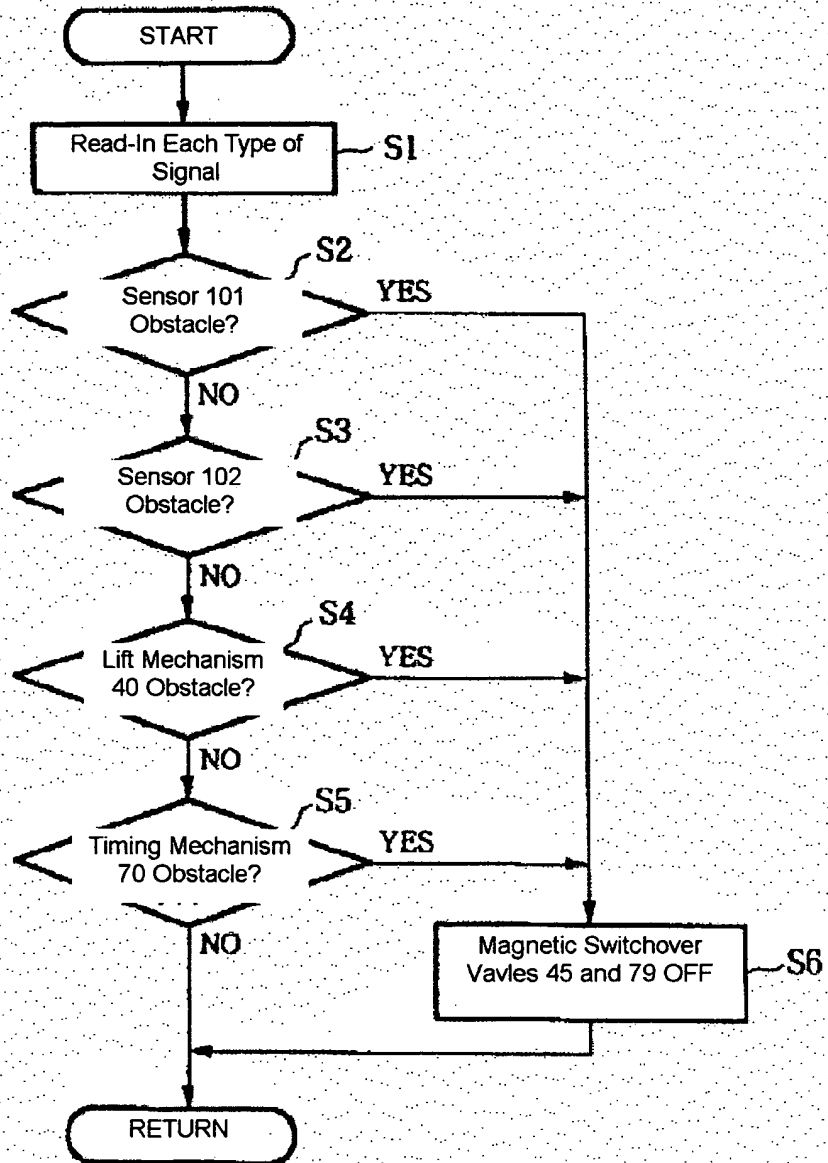 START
Read-In Each Type of
Signal
S1
S2
Sensor 101
Obstacle?
YES
NO
S3
Sensor 102
Obstacle?
YES
NO
S4
Lift Mechanism
40 Obstacle?
YES
NO
S5
Timing Mechanism
70 Obstacle?
YES
NO
Magnetic Switchover
Vavles 45 and 79 OFF
S6
RETURN